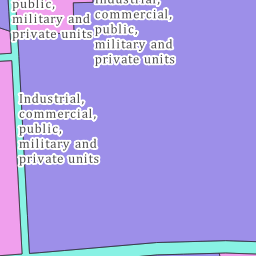 public,
military and
private units
Industrial,
commercial,
public,
military and
private units
Industrial,
commercial,
public,
military and
private units